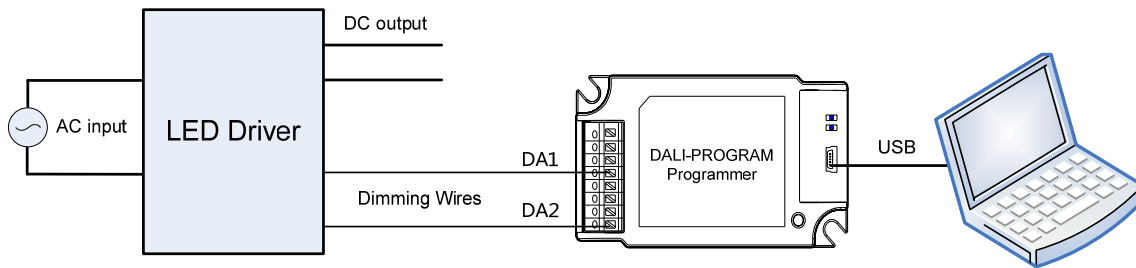 DC output
AC input
LED Driver
DA1
Dimming Wires
DA2
DALI-PROGRAM
Programmer
USB